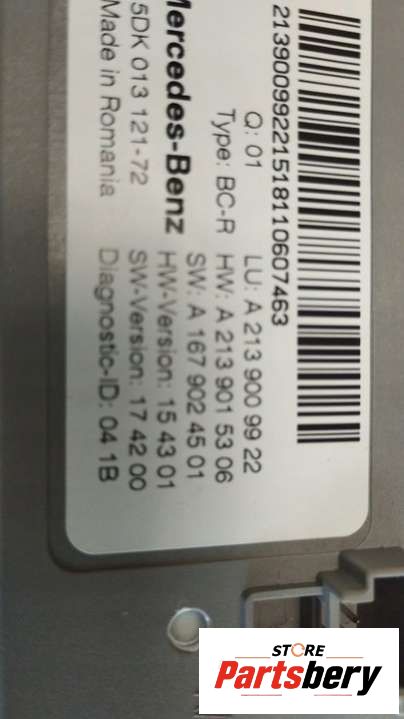 21390099221518110607463
Q: 01 LU: A 213 900 99 22
Type: BC-R HW: A 213 901 53 06
SW: A 167 902 45 01
Mercedes-Benz HW-Version: 15 43 01
5DK 013 121-72 SW-Version: 17 42 00
Made in Romania Diagnostic-ID: 04 1B
STORE
Partsbery